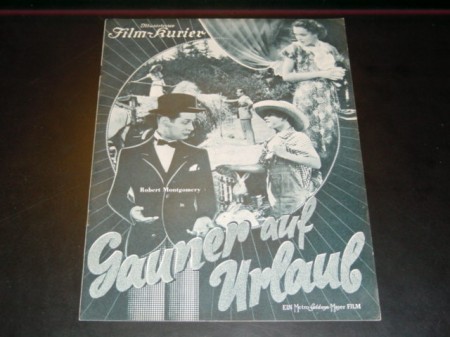 Illustrierter
Film-Kurier
Robert Montgomery
Gauner auf
Urlaub
EIN Metro-Goldwyn-Mayer FILM